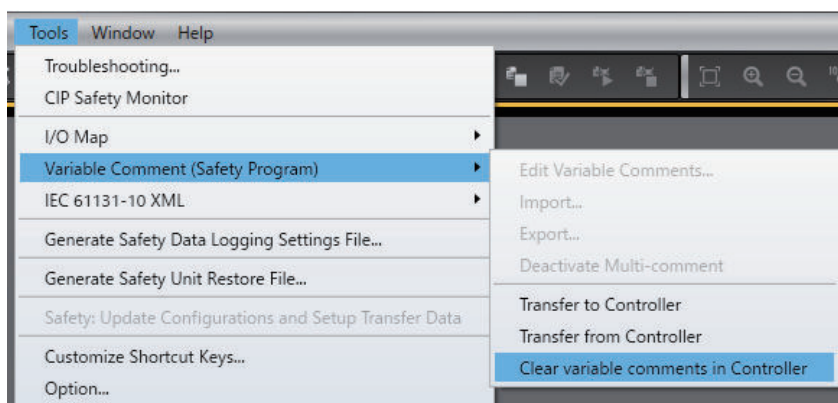 Tools Window Help
Troubleshooting...
CIP Safety Monitor
I/O Map
Variable Comment (Safety Program)
IEC 61131-10 XML
Generate Safety Data Logging Settings File...
Generate Safety Unit Restore File...
Safety: Update Configurations and Setup Transfer Data
Customize Shortcut Keys...
Option...
Edit Variable Comments...
Import...
Export...
Deactivate Multi-comment
Transfer to Controller
Transfer from Controller
Clear variable comments in Controller